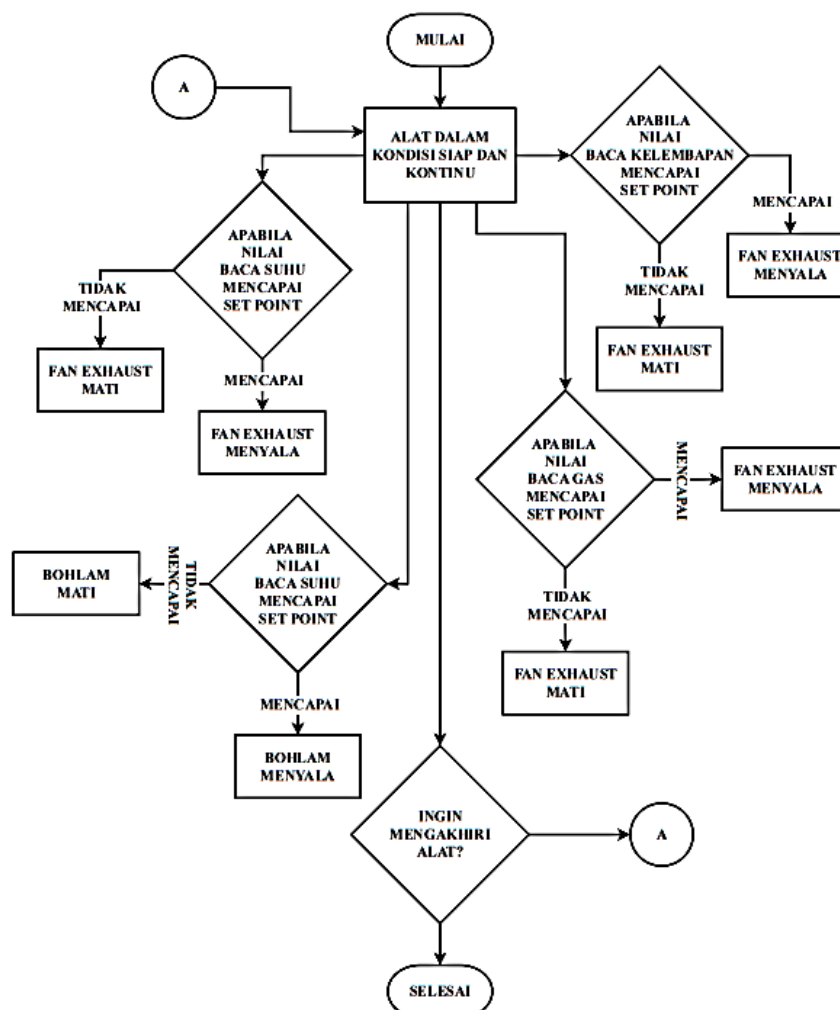 MULAI
A
ALAT DALAM
KONDISI SIAP DAN
KONTINU
APABILA
NILAI
BACA KELEMBAPAN
MENCAPAI
SET POINT
MENCAPAI
FAN EXHAUST
MENYALA
TIDAK
MENCAPAI
FAN EXHAUST
MATI
APABILA
NILAI
BACA SUHU
MENCAPAI
SET POINT
TIDAK
MENCAPAI
FAN EXHAUST
MATI
MENCAPAI
FAN EXHAUST
MENYALA
APABILA
NILAI
BACA GAS
MENCAPAI
SET POINT
MENCAPAI
FAN EXHAUST
MENYALA
TIDAK
MENCAPAI
FAN EXHAUST
MATI
APABILA
NILAI
BACA SUHU
MENCAPAI
SET POINT
TIDAK
MENCAPAI
BOHLAM
MATI
MENCAPAI
BOHLAM
MENYALA
INGIN
MENGAKHIRI
ALAT?
A
SELESAI